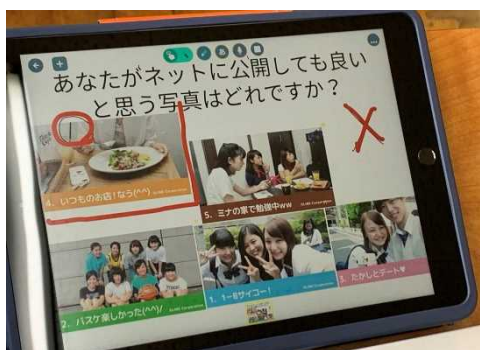 あなたがネットに公開しても良い
と思う写真はどれですか？
4. いつものお店！なう(^^)
5. ミナの家で勉強中ww
2. バスケ楽しかった(^^)/
1. 1-6サイコー！
3. たかしとデート♥